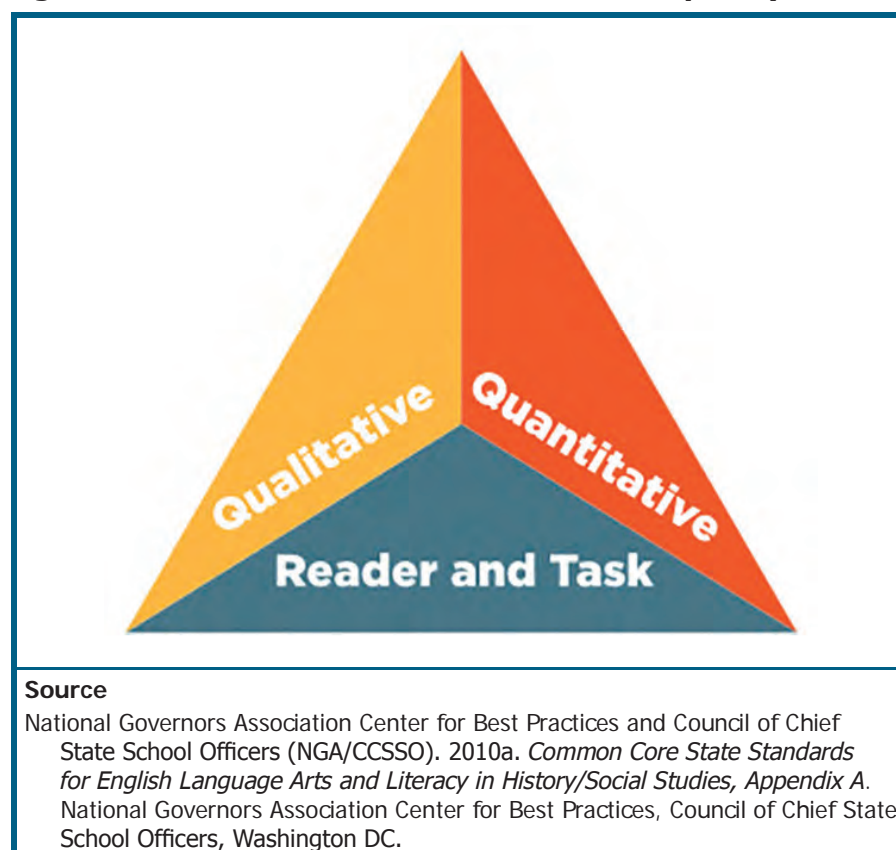 Qualitative
Quantitative
Reader and Task
Source
National Governors Association Center for Best Practices and Council of Chief
State School Officers (NGA/CCSSO). 2010a. Common Core State Standards
for English Language Arts and Literacy in History/Social Studies, Appendix A.
National Governors Association Center for Best Practices, Council of Chief State
School Officers, Washington DC.